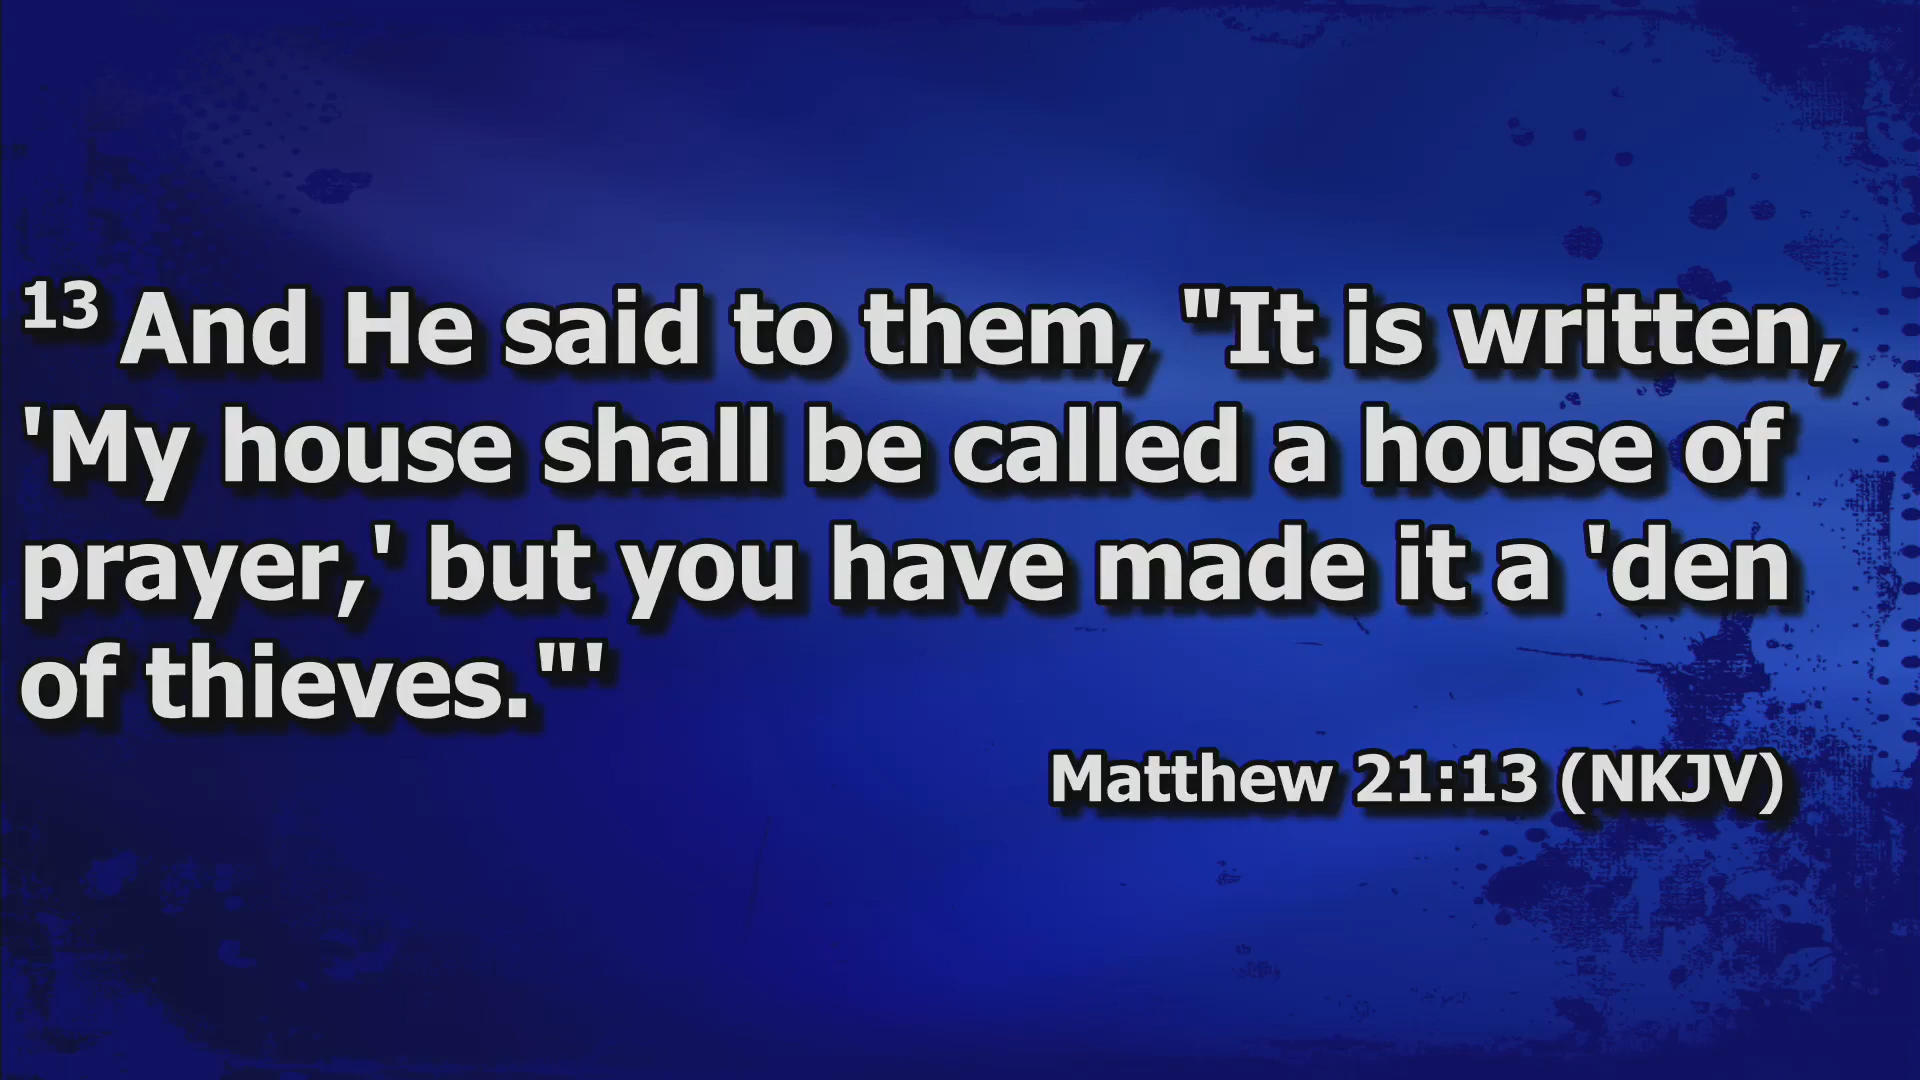 13 And He said to them, "It is written,
'My house shall be called a house of
prayer,' but you have made it a 'den
of thieves."'
Matthew 21:13 (NKJV)